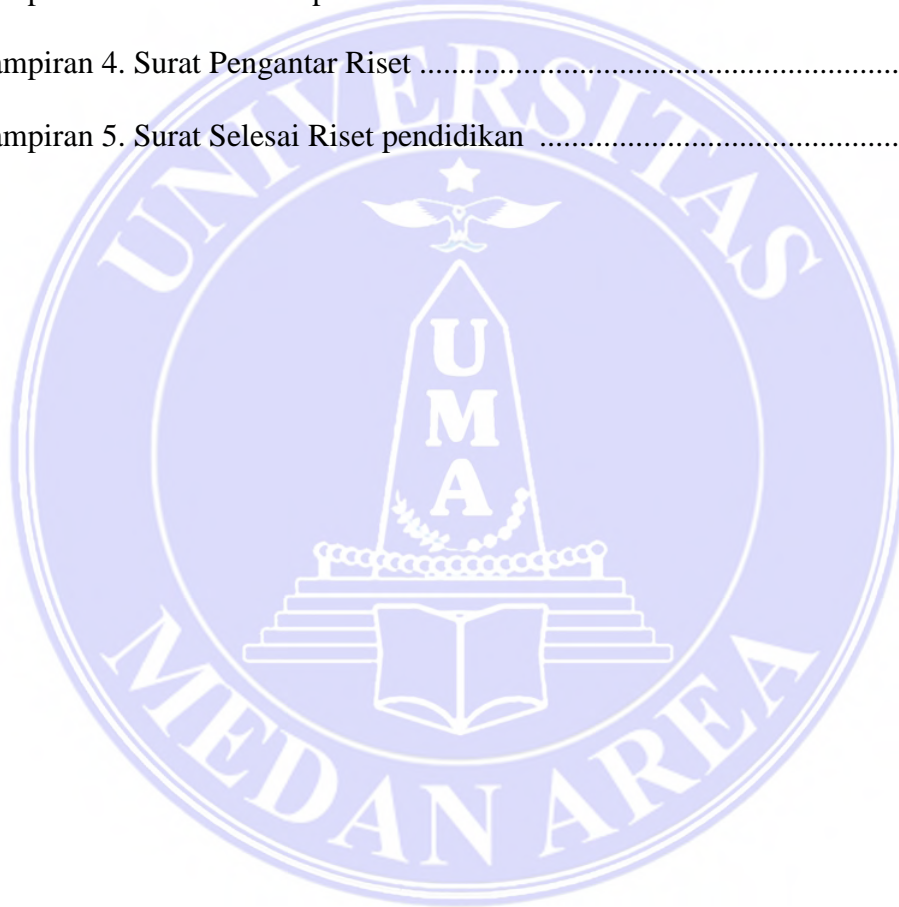 ampiran 4. Surat Pengantar Riset ..................................................
ampiran 5. Surat Selesai Riset pendidikan .....................................
UNIVERSITAS
U
M
A
MEDAN AREA